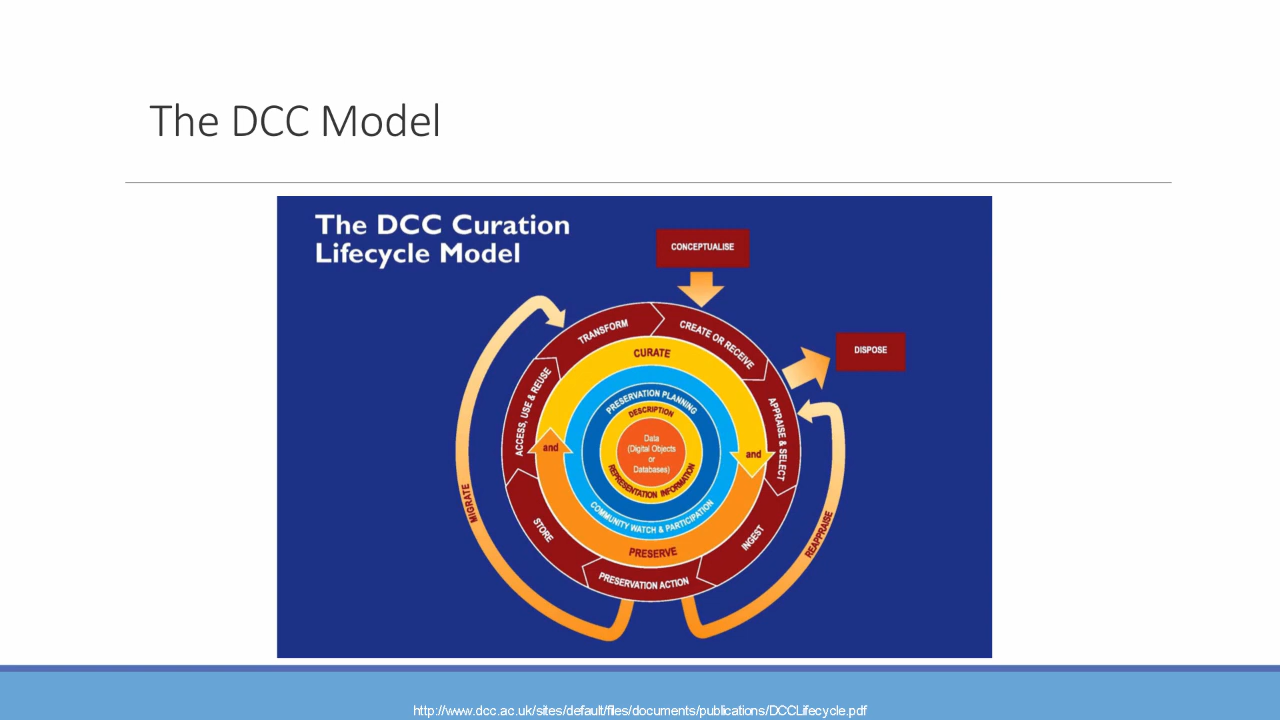 The DCC Model
The DCC Curation
Lifecycle Model
CONCEPTUALISE
DISPOSE
TRANSFORM
CREATE OR RECEIVE
APPRAISE & SELECT
INGEST
PRESERVATION ACTION
STORE
ACCESS, USE & REUSE
CURATE
and
PRESERVE
and
PRESERVATION PLANNING
COMMUNITY WATCH & PARTICIPATION
DESCRIPTION
REPRESENTATION INFORMATION
Data
(Digital Objects
or
Databases)
MIGRATE
REAPPRAISE
http://www.dcc.ac.uk/sites/default/files/documents/publications/DCCLifecycle.pdf